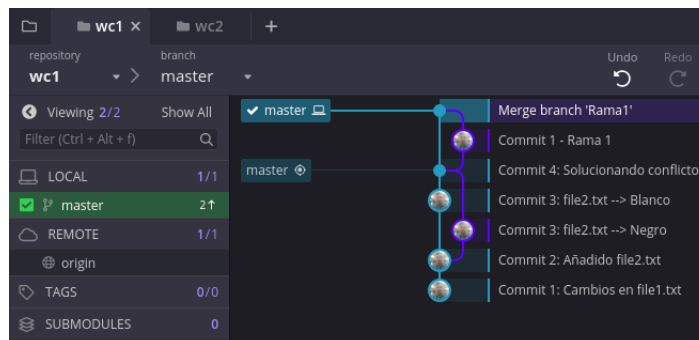 wc1 × wc2 +
repository branch Undo Redo
wc1 > master
Viewing 2/2 Show All
Filter (Ctrl + Alt + f)
LOCAL 1/1
master 2↑
REMOTE 1/1
origin
TAGS 0/0
SUBMODULES 0
master Merge branch 'Rama1'
Commit 1 - Rama 1
master Commit 4: Solucionando conflicto
Commit 3: file2.txt --> Blanco
Commit 3: file2.txt --> Negro
Commit 2: Añadido file2.txt
Commit 1: Cambios en file1.txt